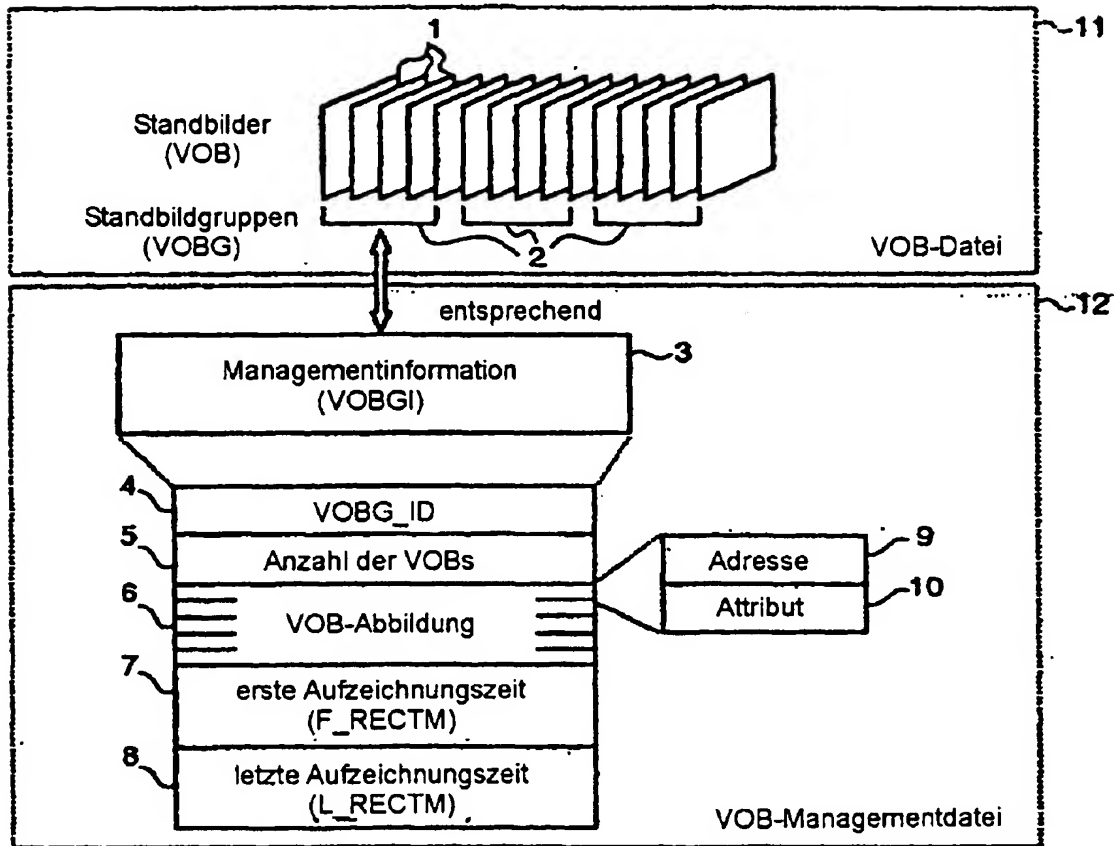 1
11
Standbilder
(VOB)
Standbildgruppen
(VOBG)
2
VOB-Datei
entsprechend
12
3
Managementinformation
(VOBGI)
4
VOBG_ID
5
Anzahl der VOBs
9
Adresse
6
VOB-Abbildung
10
Attribut
7
erste Aufzeichnungszeit
(F_RECTM)
8
letzte Aufzeichnungszeit
(L_RECTM)
VOB-Managementdatei